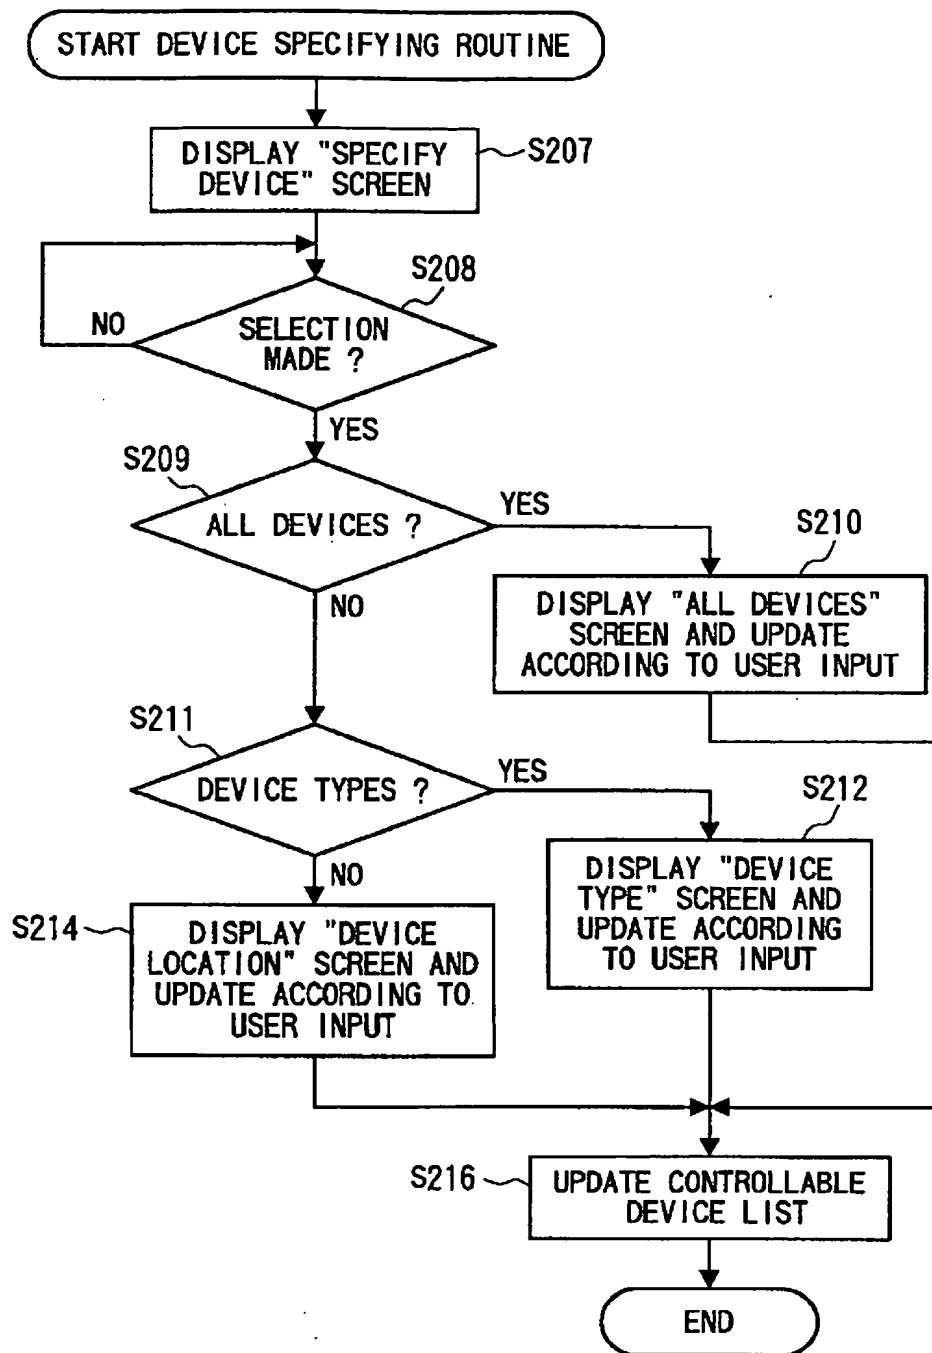 START DEVICE SPECIFYING ROUTINE
DISPLAY "SPECIFY
DEVICE" SCREEN
S207
S208
NO
SELECTION
MADE ?
YES
S209
ALL DEVICES ?
YES
NO
S210
DISPLAY "ALL DEVICES"
SCREEN AND UPDATE
ACCORDING TO USER INPUT
S211
DEVICE TYPES ?
YES
NO
S212
DISPLAY "DEVICE
TYPE" SCREEN AND
UPDATE ACCORDING
TO USER INPUT
S214
DISPLAY "DEVICE
LOCATION" SCREEN AND
UPDATE ACCORDING TO
USER INPUT
S216
UPDATE CONTROLLABLE
DEVICE LIST
END